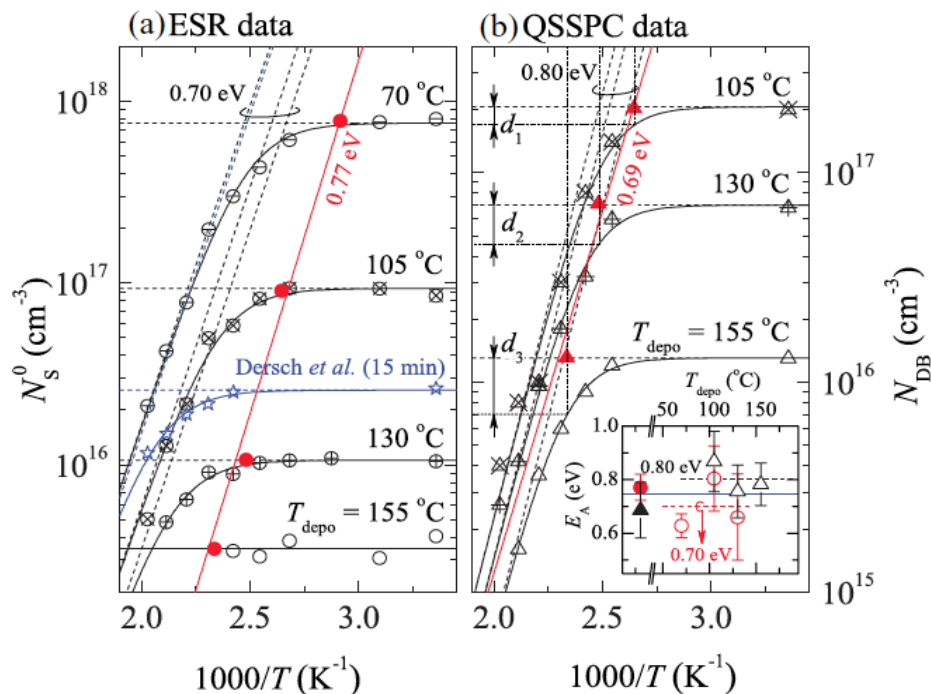 (a) ESR data
(b) QSSPC data
0.70 eV
70 °C
0.77 eV
105 °C
Dersch et al. (15 min)
130 °C
T_depo = 155 °C
10^18
10^17
10^16
N_S^0 (cm^-3)
2.0 2.5 3.0
1000/T (K^-1)
0.80 eV
105 °C
d_1
0.69 eV
130 °C
d_2
d_3
T_depo = 155 °C
T_depo (°C)
50 100 150
0.80 eV
0.8
0.6
E_A (eV)
0.70 eV
10^17
10^16
10^15
N_DB (cm^-3)
2.0 2.5 3.0
1000/T (K^-1)